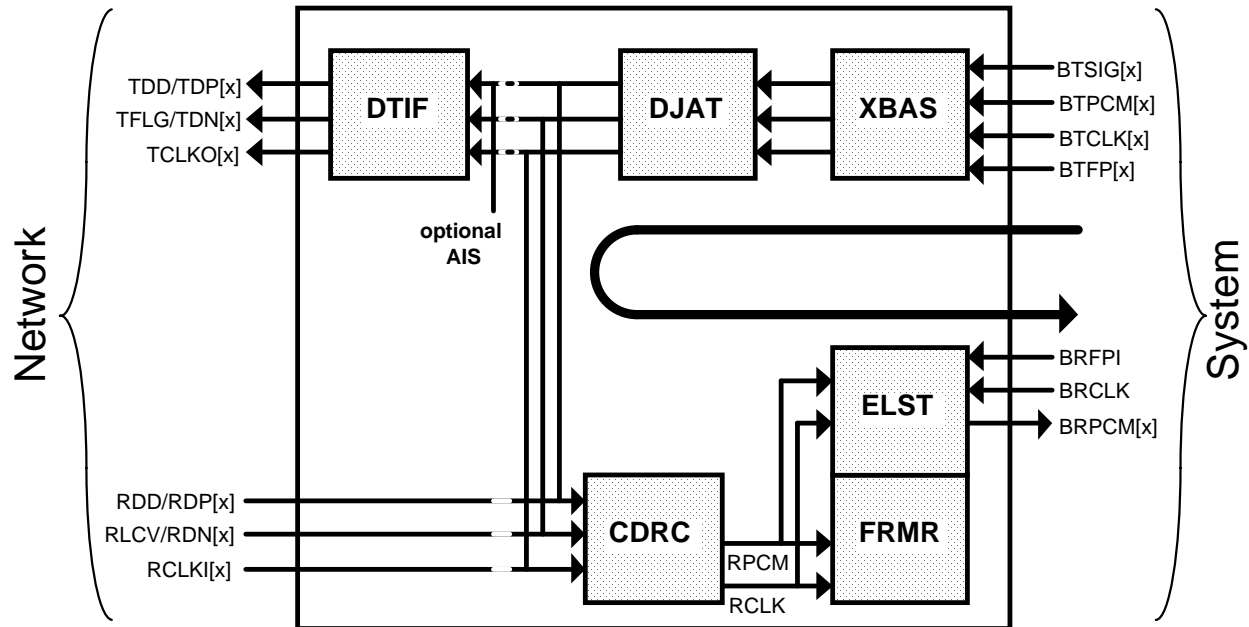 Network
TDD/TDP[x]
TFLG/TDN[x]
TCLKO[x]
DTIF
DJAT
XBAS
BTSIG[x]
BTPCM[x]
BTCLK[x]
BTFP[x]
optional
AIS
System
BRFPI
BRCLK
BRPCM[x]
ELST
RDD/RDP[x]
RLCV/RDN[x]
RCLKI[x]
CDRC
RPCM
RCLK
FRMR